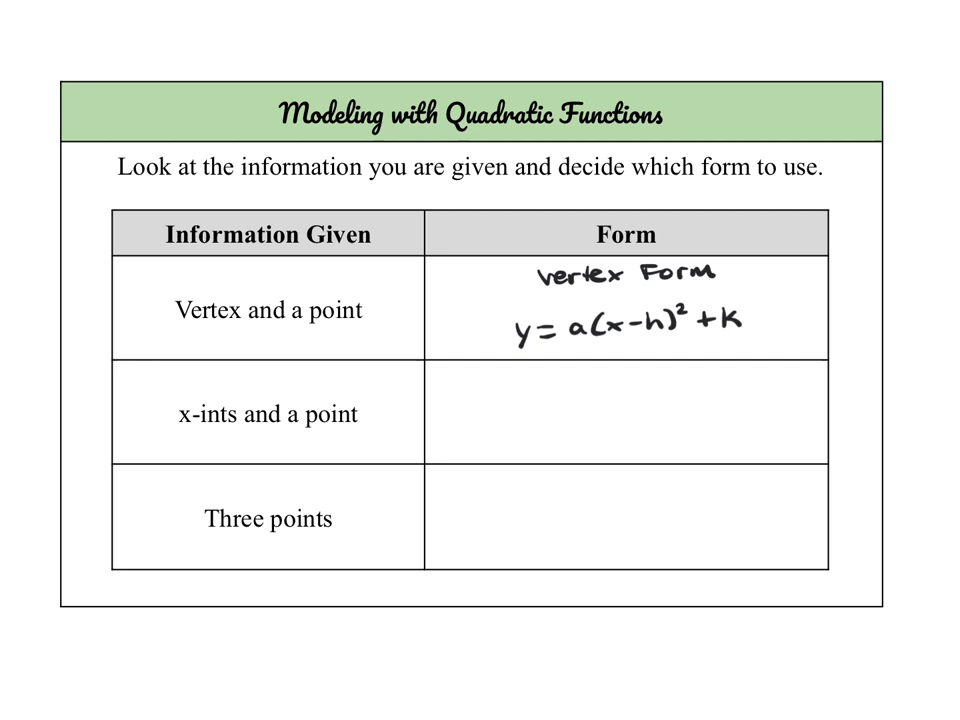 Modeling with Quadratic Functions
Look at the information you are given and decide which form to use.
Information Given
Form
Vertex and a point
vertex Form
y = a(x-h)² + k
x-ints and a point
Three points